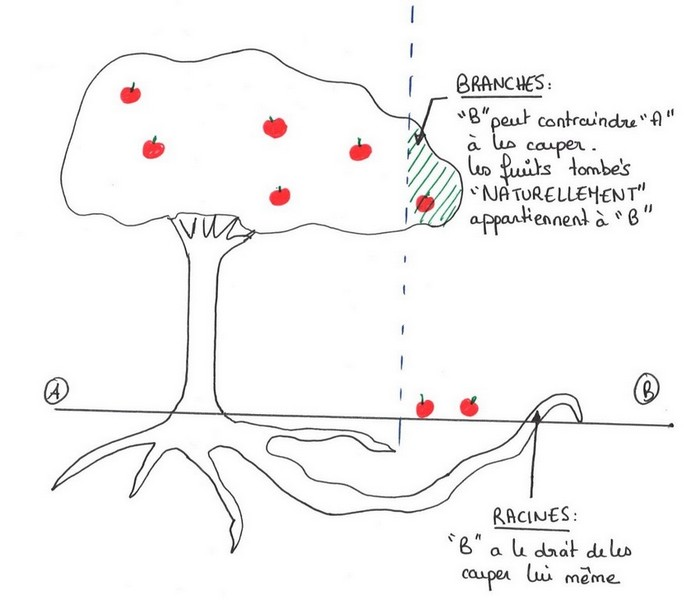 BRANCHES:
"B" peut contraindre "A"
à les couper.
les fruits tombés
"NATURELLEMENT"
appartiennent à "B"
A
B
RACINES:
"B" a le droit de les
couper lui même